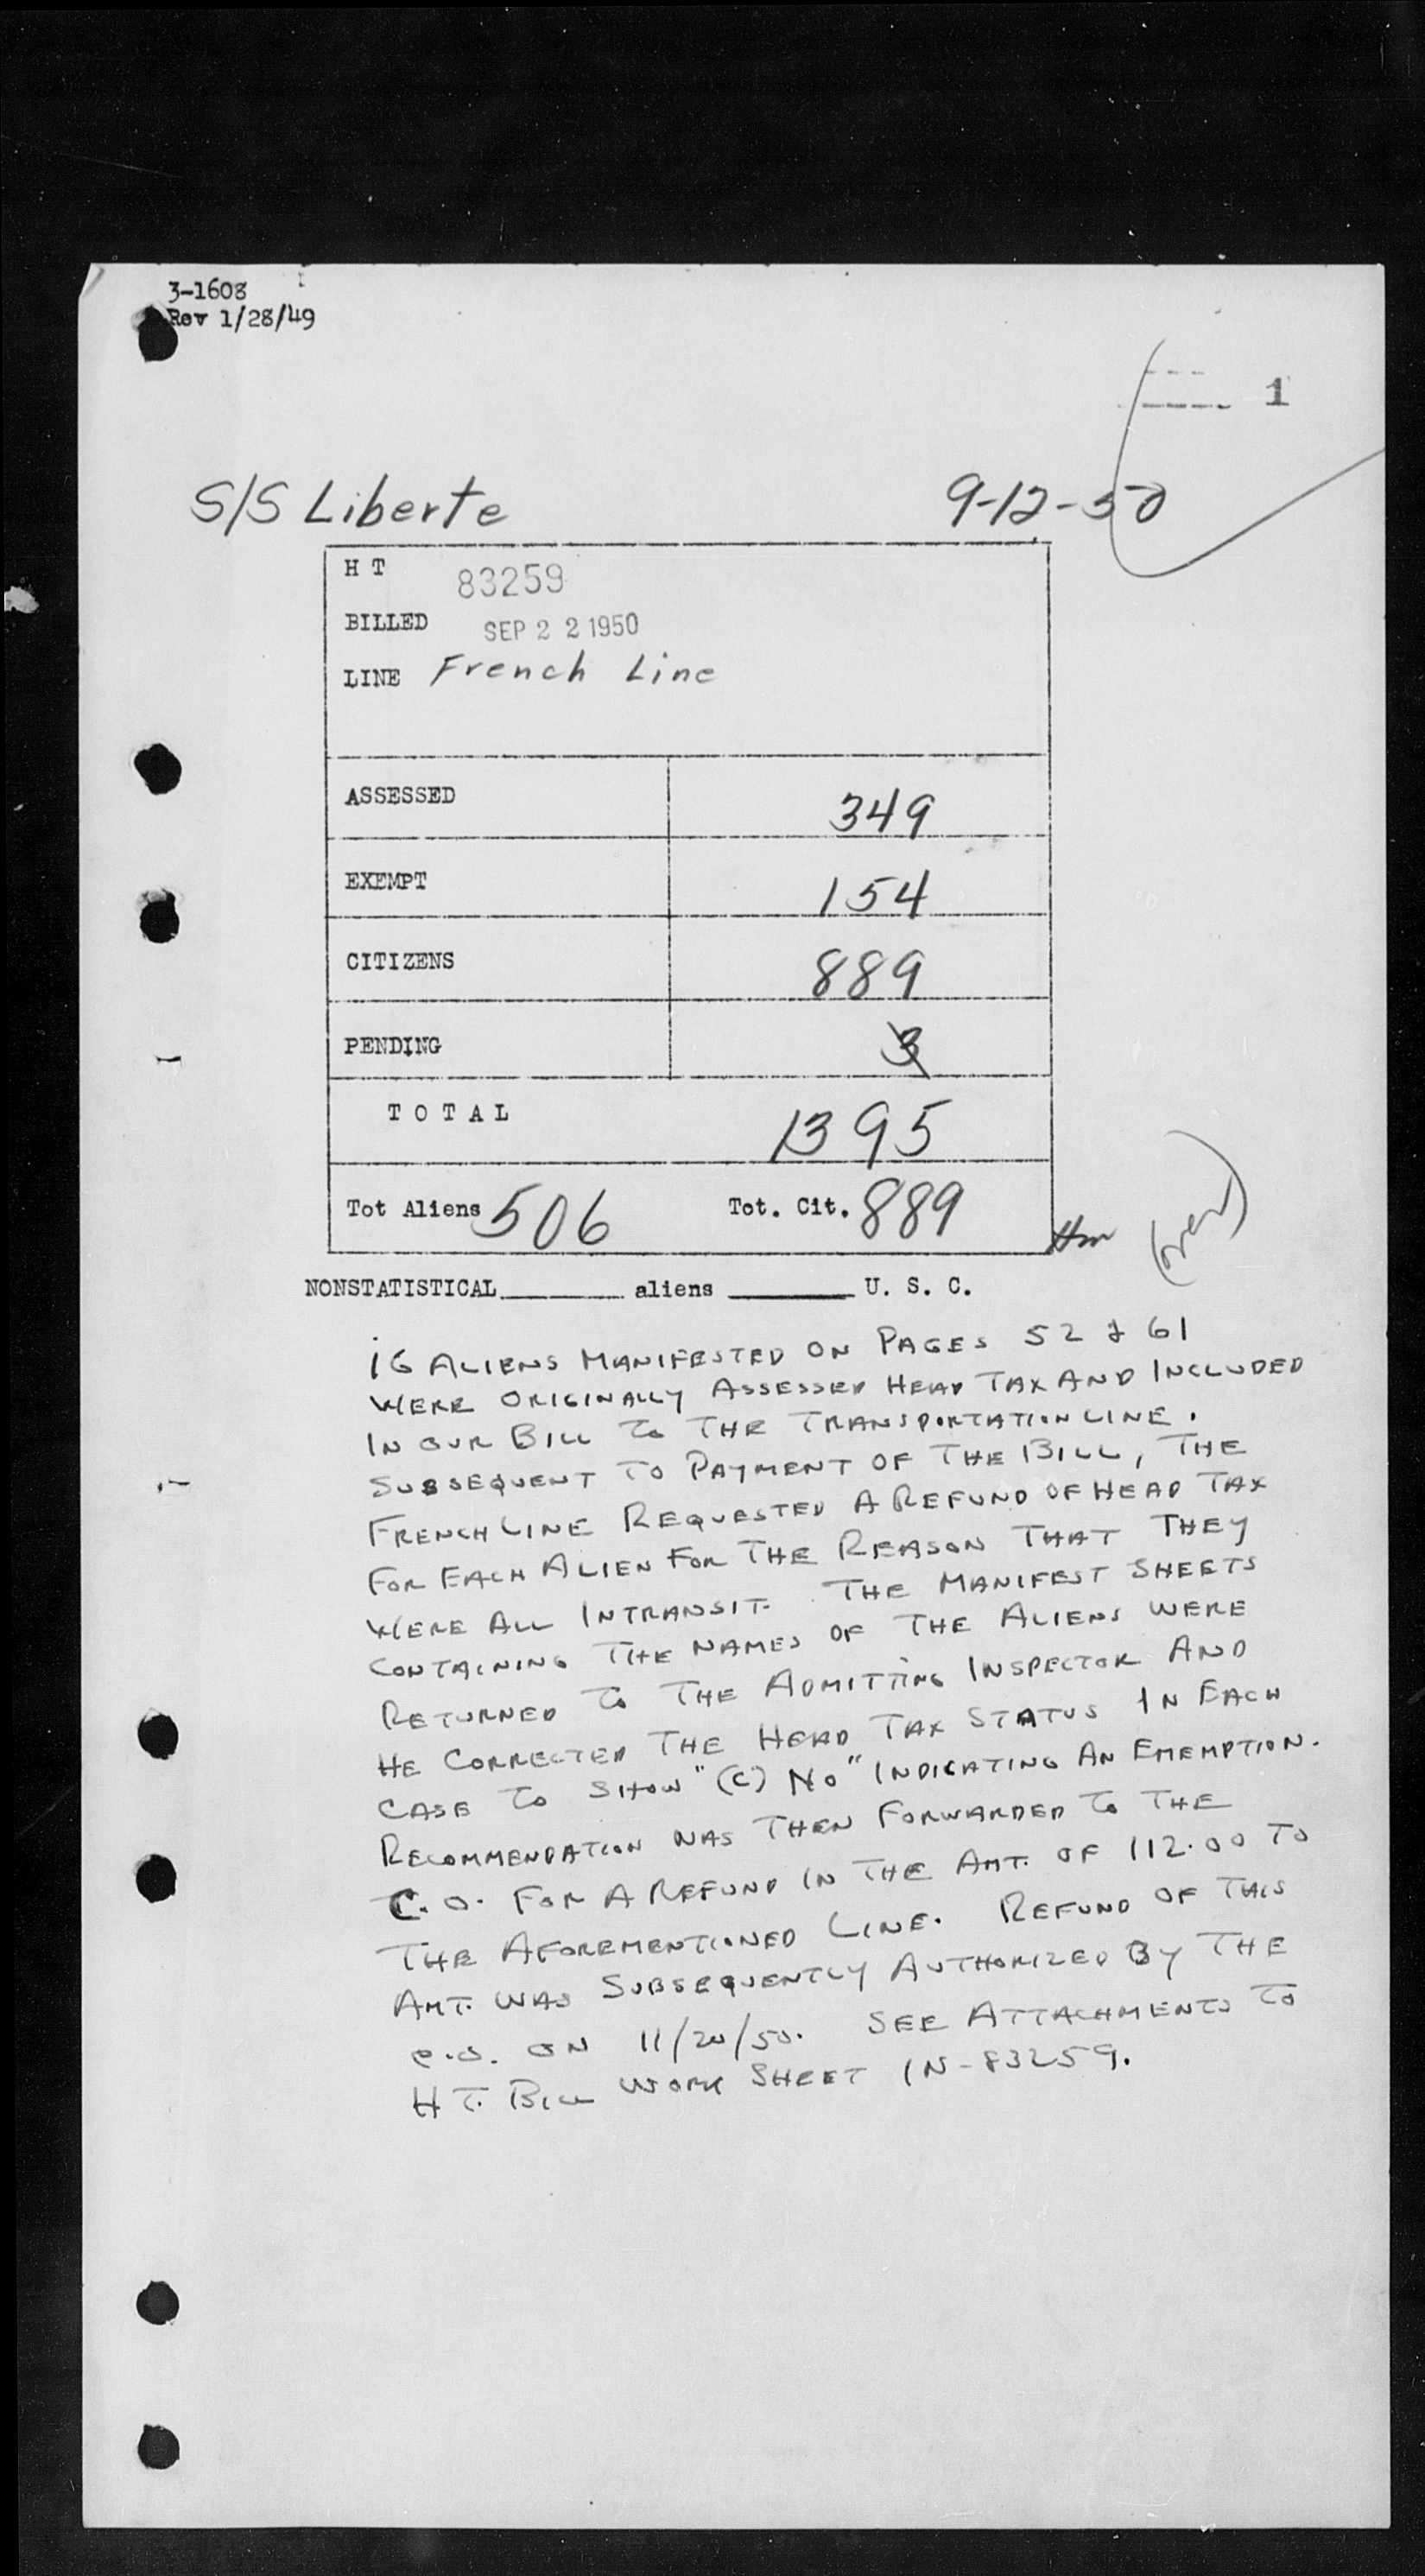 3-1608
Rev 1/28/49
1
S/S Liberte 9-12-50
H T 83259
BILLED SEP 22 1950
LINE French Line
ASSESSED 349
EXEMPT 154
CITIZENS 889
PENDING 3
TOTAL 1395
Tot Aliens 506 Tot. Cit. 889
(over)
NONSTATISTICAL aliens U. S. C.
16 ALIENS MANIFESTED ON PAGES 52 & 61
WERE ORIGINALLY ASSESSED HEAD TAX AND INCLUDED
IN OUR BILL TO THE TRANSPORTATION LINE.
SUBSEQUENT TO PAYMENT OF THE BILL, THE
FRENCH LINE REQUESTED A REFUND OF HEAD TAX
FOR EACH ALIEN FOR THE REASON THAT THEY
WERE ALL INTRANSIT. THE MANIFEST SHEETS
CONTAINING THE NAMES OF THE ALIENS WERE
RETURNED TO THE ADMITTING INSPECTOR AND
HE CORRECTED THE HEAD TAX STATUS IN EACH
CASE TO SHOW "(C) NO" INDICATING AN EMEMPTION.
RECOMMENDATION WAS THEN FORWARDED TO THE
C.O. FOR A REFUND IN THE AMT. OF 112.00 TO
THE AFOREMENTIONED LINE. REFUND OF THIS
AMT. WAS SUBSEQUENTLY AUTHORIZED BY THE
C.O. ON 11/20/50. SEE ATTACHMENTS TO
H T. BILL WORK SHEET IN-83259.